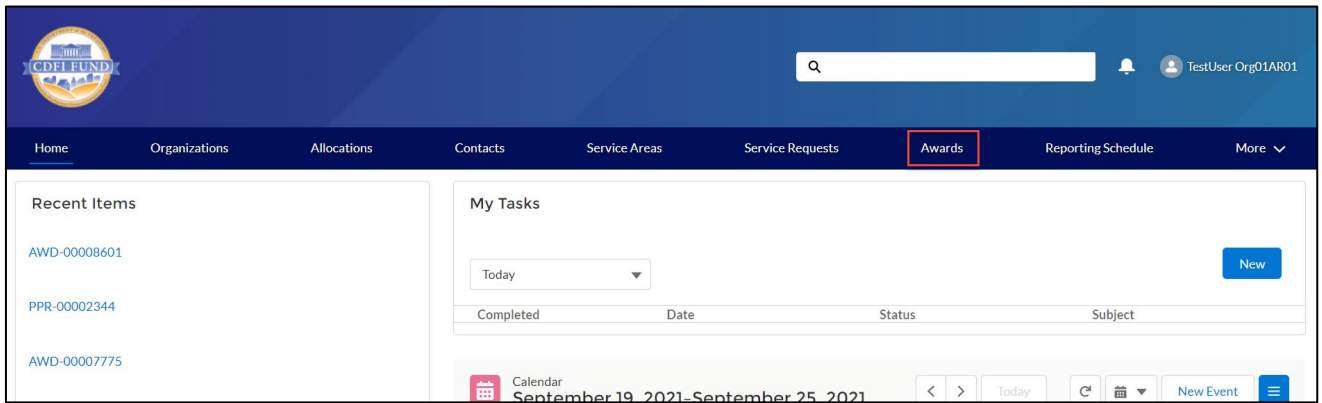 CDFI FUND
TestUser Org01AR01
Home Organizations Allocations Contacts Service Areas Service Requests Awards Reporting Schedule More
Recent Items
AWD-00008601
PPR-00002344
AWD-00007775
My Tasks
New
Today
Completed Date Status Subject
Calendar
September 19, 2021–September 25, 2021
Today
New Event